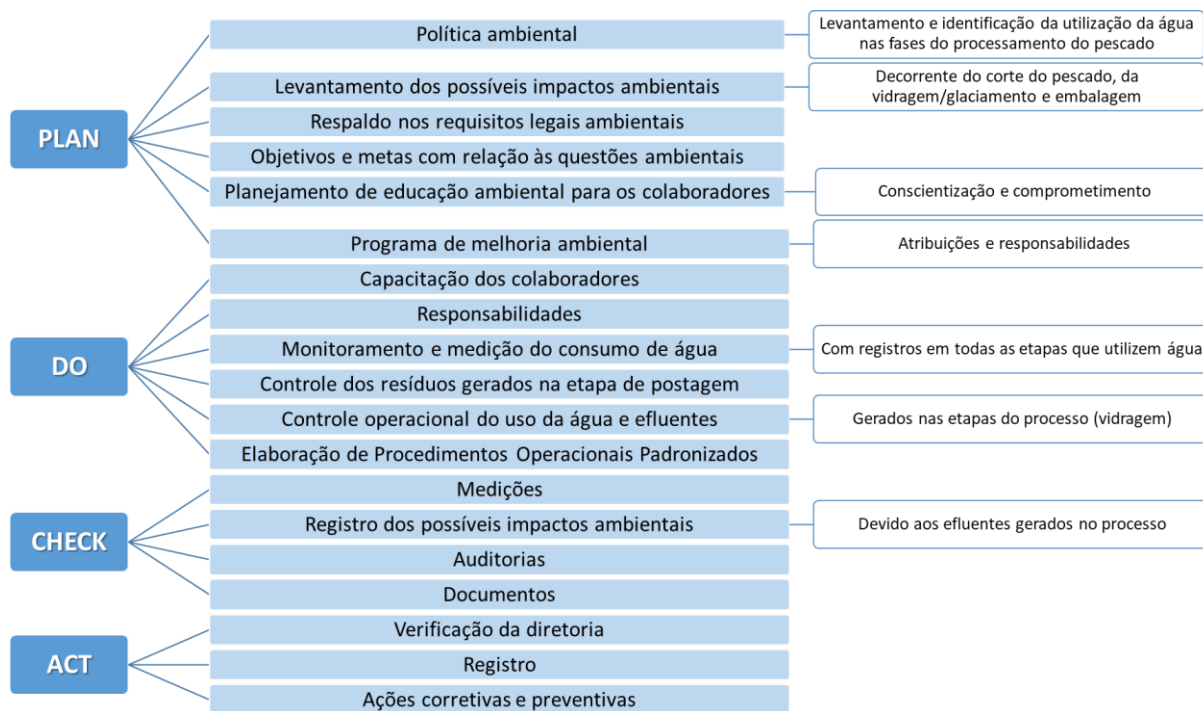 PLAN
Política ambiental
Levantamento e identificação da utilização da água
nas fases do processamento do pescado
Levantamento dos possíveis impactos ambientais
Decorrente do corte do pescado, da
vidragem/glaciamento e embalagem
Respaldo nos requisitos legais ambientais
Objetivos e metas com relação às questões ambientais
Planejamento de educação ambiental para os colaboradores
Conscientização e comprometimento
Programa de melhoria ambiental
Atribuições e responsabilidades
DO
Capacitação dos colaboradores
Responsabilidades
Monitoramento e medição do consumo de água
Com registros em todas as etapas que utilizem água
Controle dos resíduos gerados na etapa de postagem
Controle operacional do uso da água e efluentes
Gerados nas etapas do processo (vidragem)
Elaboração de Procedimentos Operacionais Padronizados
CHECK
Medições
Registro dos possíveis impactos ambientais
Devido aos efluentes gerados no processo
Auditorias
Documentos
ACT
Verificação da diretoria
Registro
Ações corretivas e preventivas